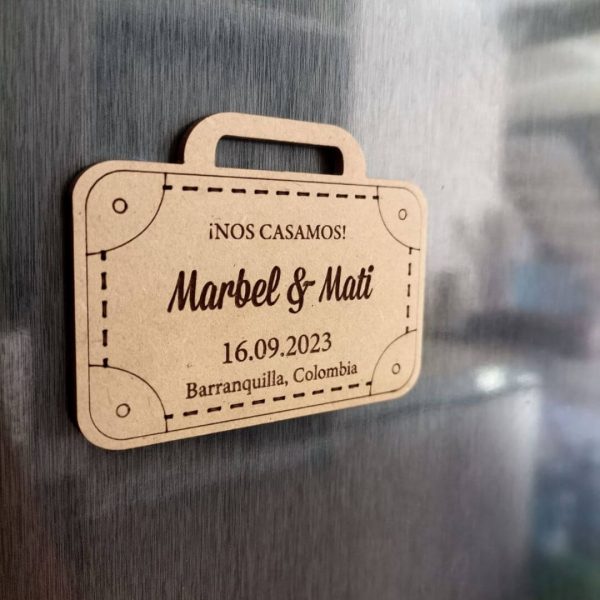 ¡NOS CASAMOS!
Marbel & Mati
16.09.2023
Barranquilla, Colombia